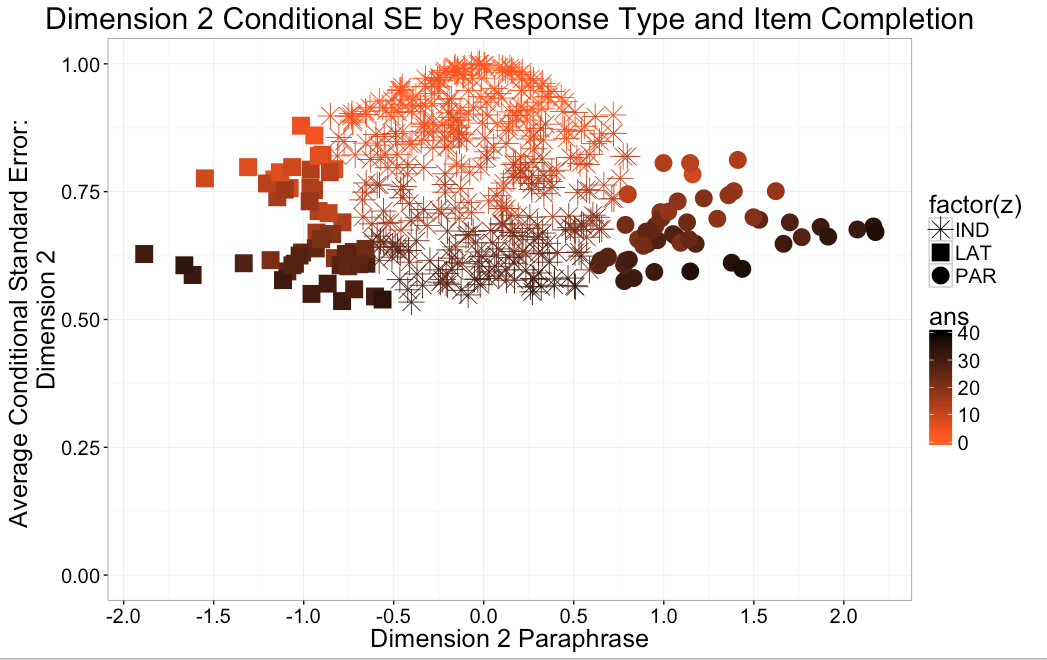 Dimension 2 Conditional SE by Response Type and Item Completion
Average Conditional Standard Error:
Dimension 2
1.00
0.75
0.50
0.25
0.00
-2.0 -1.5 -1.0 -0.5 0.0 0.5 1.0 1.5 2.0
Dimension 2 Paraphrase
factor(z)
IND
LAT
PAR
ans
40
30
20
10
0